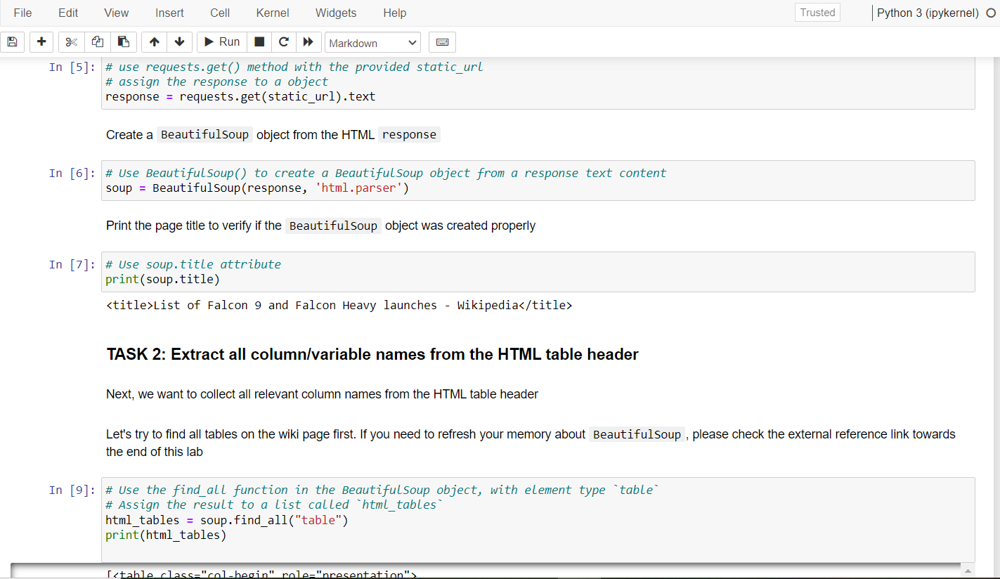 File Edit View Insert Cell Kernel Widgets Help Trusted Python 3 (ipykernel)
Run Markdown
In [5]: # use requests.get() method with the provided static_url
# assign the response to a object
response = requests.get(static_url).text
Create a BeautifulSoup object from the HTML response
In [6]: # Use BeautifulSoup() to create a BeautifulSoup object from a response text content
soup = BeautifulSoup(response, 'html.parser')
Print the page title to verify if the BeautifulSoup object was created properly
In [7]: # Use soup.title attribute
print(soup.title)
<title>List of Falcon 9 and Falcon Heavy launches - Wikipedia</title>
TASK 2: Extract all column/variable names from the HTML table header
Next, we want to collect all relevant column names from the HTML table header
Let's try to find all tables on the wiki page first. If you need to refresh your memory about BeautifulSoup , please check the external reference link towards
the end of this lab
In [9]: # Use the find_all function in the BeautifulSoup object, with element type `table`
# Assign the result to a list called `html_tables`
html_tables = soup.find_all("table")
print(html_tables)
[<table class="col-begin" role="presentation">